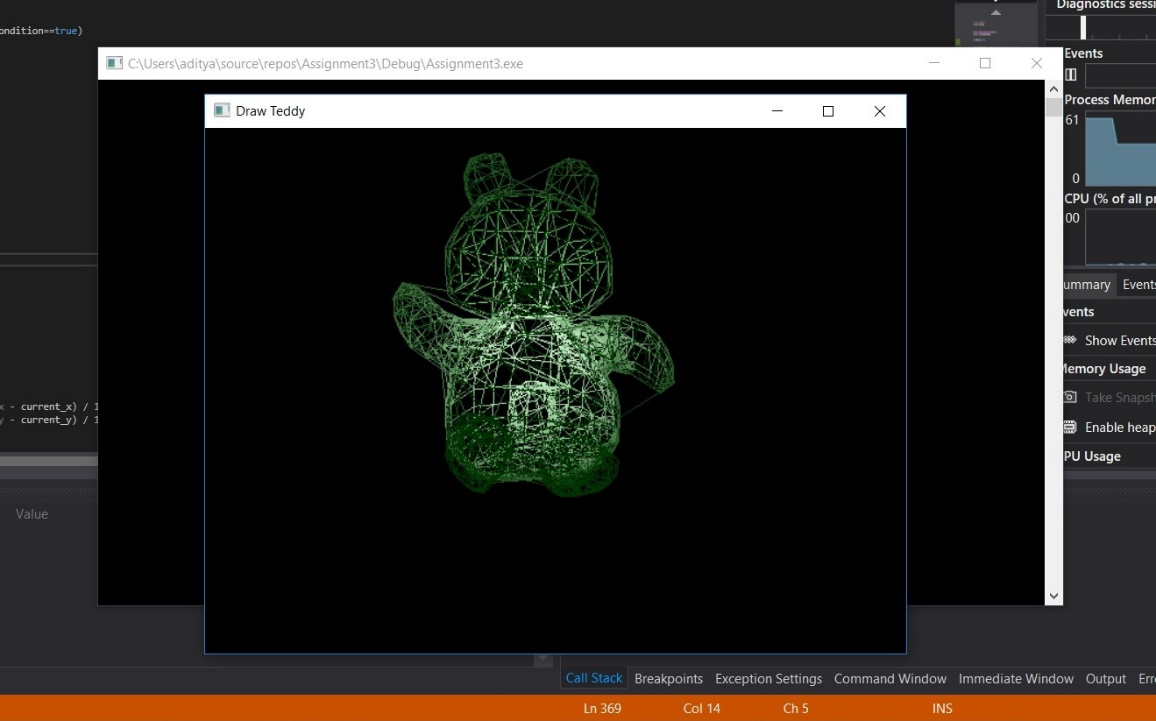 ondition==true)
Diagnostics sessi
C:\Users\aditya\source\repos\Assignment3\Debug\Assignment3.exe
Events
Draw Teddy
Process Memor
61
0
CPU (% of all pr
00
ummary Events
vents
Show Events
Memory Usage
Take Snapsh
Enable heap
PU Usage
x - current_x) / 1
y - current_y) / 1
Value
Call Stack Breakpoints Exception Settings Command Window Immediate Window Output Err
Ln 369 Col 14 Ch 5 INS